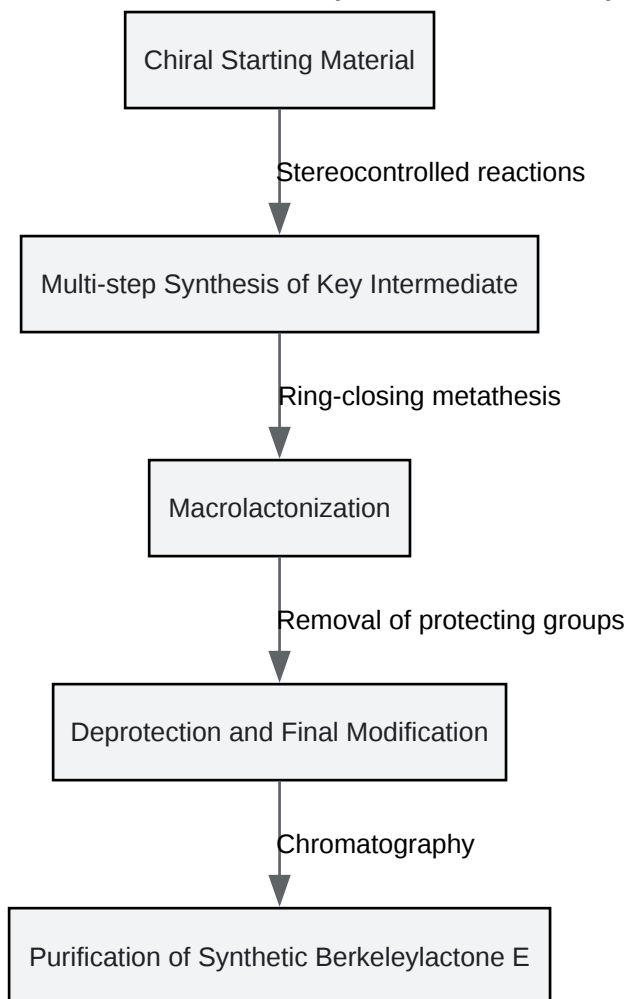 Chiral Starting Material
Stereocontrolled reactions
Multi-step Synthesis of Key Intermediate
Ring-closing metathesis
Macrolactonization
Removal of protecting groups
Deprotection and Final Modification
Chromatography
Purification of Synthetic Berkeleylactone E